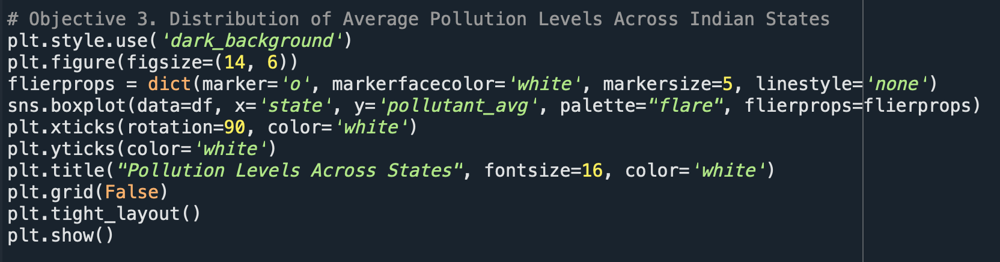 # Objective 3. Distribution of Average Pollution Levels Across Indian States
plt.style.use('dark_background')
plt.figure(figsize=(14, 6))
flierprops = dict(marker='o', markerfacecolor='white', markersize=5, linestyle='none')
sns.boxplot(data=df, x='state', y='pollutant_avg', palette="flare", flierprops=flierprops)
plt.xticks(rotation=90, color='white')
plt.yticks(color='white')
plt.title("Pollution Levels Across States", fontsize=16, color='white')
plt.grid(False)
plt.tight_layout()
plt.show()